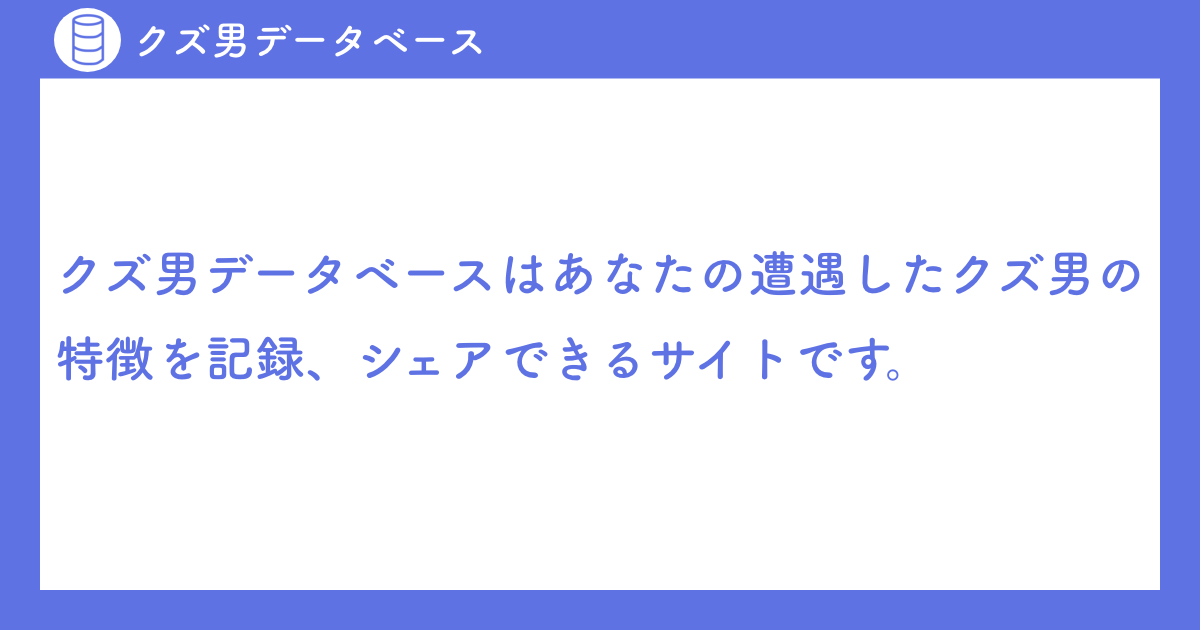 クズ男データベース
クズ男データベースはあなたの遭遇したクズ男の
特徴を記録、シェアできるサイトです。